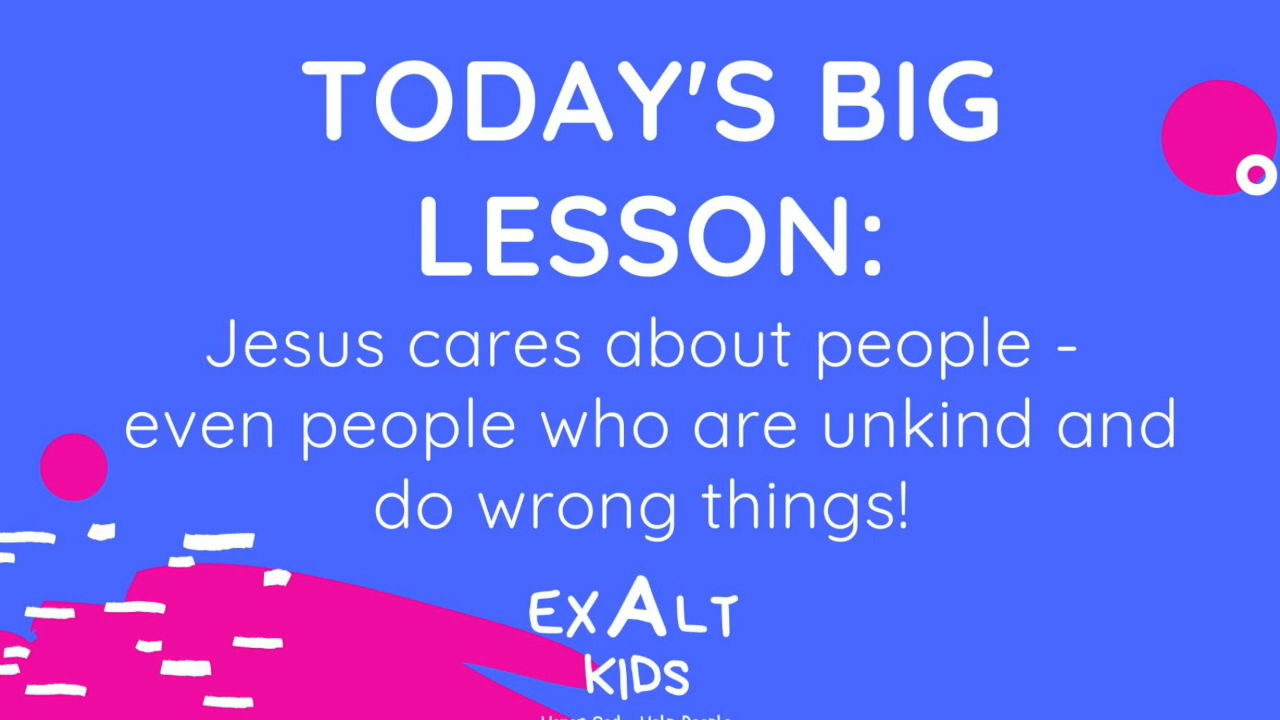 TODAY'S BIG
LESSON:
Jesus cares about people -
even people who are unkind and
do wrong things!
EXALT
KIDS